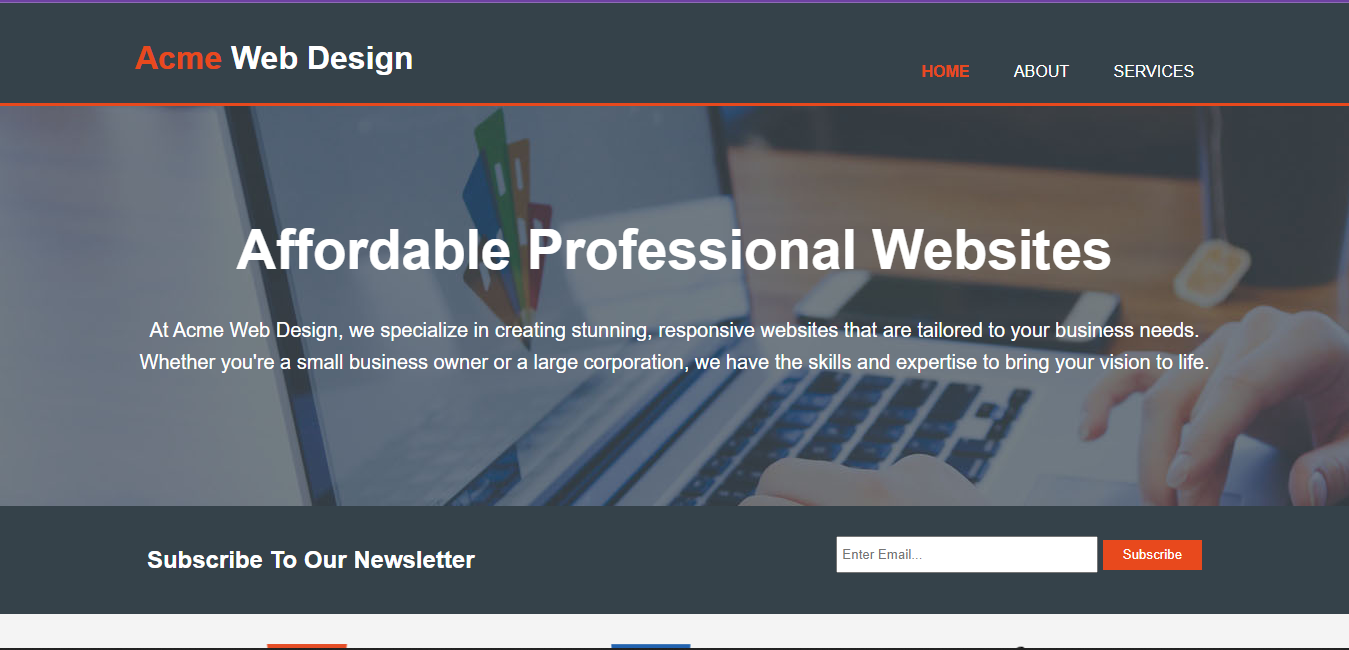 Acme Web Design
HOME ABOUT SERVICES
Affordable Professional Websites
At Acme Web Design, we specialize in creating stunning, responsive websites that are tailored to your business needs.
Whether you're a small business owner or a large corporation, we have the skills and expertise to bring your vision to life.
Subscribe To Our Newsletter
Enter Email... Subscribe